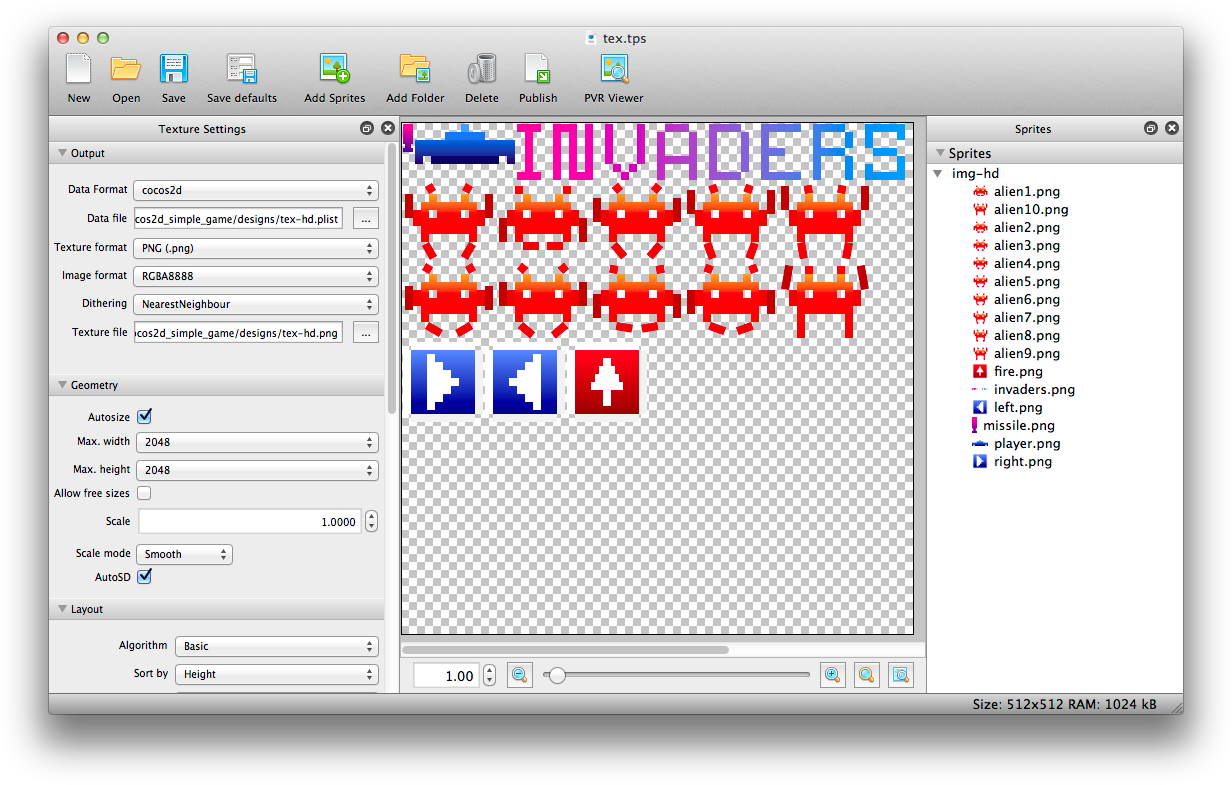 tex.tps
New Open Save Save defaults Add Sprites Add Folder Delete Publish PVR Viewer
Texture Settings
Output
Data Format cocos2d
Data file cos2d_simple_game/designs/tex-hd.plist ...
Texture format PNG (.png)
Image format RGBA8888
Dithering NearestNeighbour
Texture file cos2d_simple_game/designs/tex-hd.png ...
Geometry
Autosize
Max. width 2048
Max. height 2048
Allow free sizes
Scale 1.0000
Scale mode Smooth
AutoSD
Layout
Algorithm Basic
Sort by Height
INVADERS
1.00
Sprites
Sprites
img-hd
alien1.png
alien10.png
alien2.png
alien3.png
alien4.png
alien5.png
alien6.png
alien7.png
alien8.png
alien9.png
fire.png
invaders.png
left.png
missile.png
player.png
right.png
Size: 512x512 RAM: 1024 kB